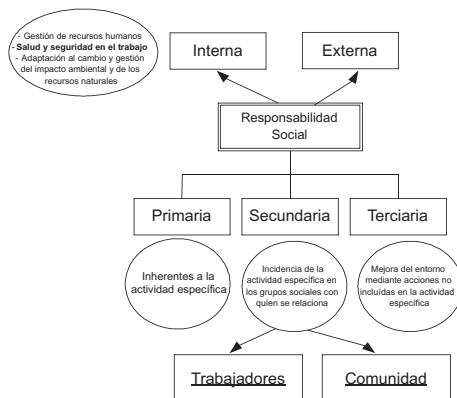 - Gestión de recursos humanos
- Salud y seguridad en el trabajo
- Adaptación al cambio y gestión
del impacto ambiental y de los
recursos naturales
Interna
Externa
Responsabilidad
Social
Primaria
Secundaria
Terciaria
Inherentes a la
actividad específica
Incidencia de la
actividad específica en
los grupos sociales con
quien se relaciona
Mejora del entorno
mediante acciones no
incluídas en la actividad
específica
Trabajadores
Comunidad